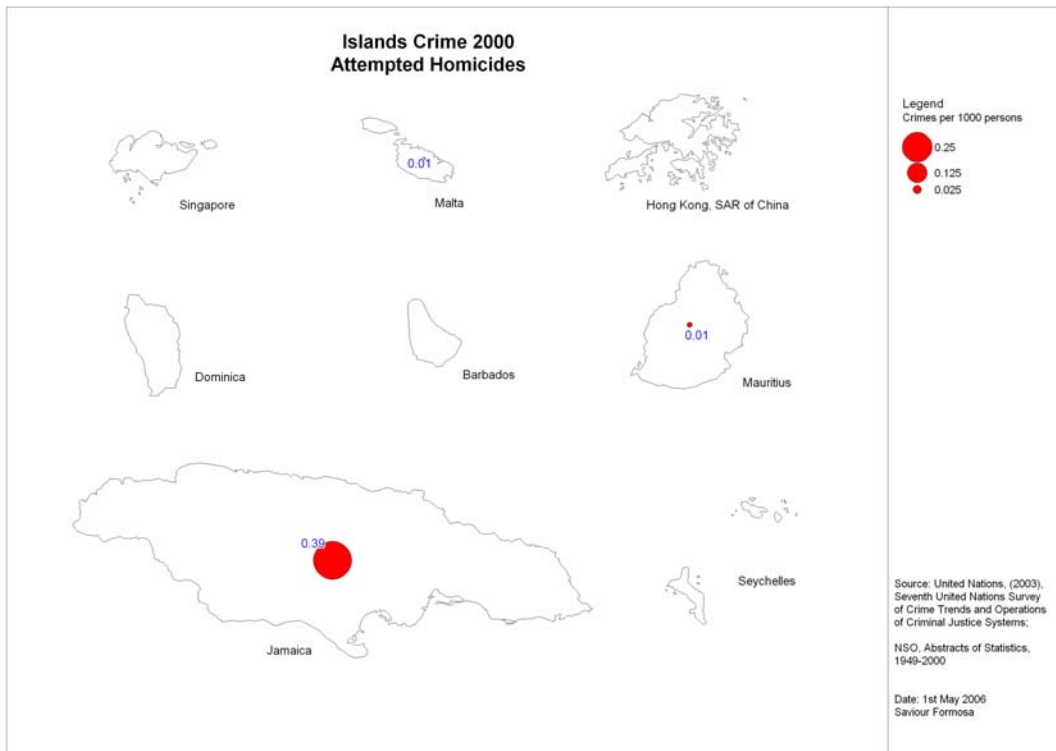 Islands Crime 2000
Attempted Homicides
Legend
Crimes per 1000 persons
0.25
0.125
0.025
0.01
Singapore
Malta
Hong Kong, SAR of China
0.01
Dominica
Barbados
Mauritius
0.39
Jamaica
Seychelles
Source: United Nations, (2003),
Seventh United Nations Survey
of Crime Trends and Operations
of Criminal Justice Systems;
NSO, Abstracts of Statistics,
1949-2000
Date: 1st May 2006
Saviour Formosa